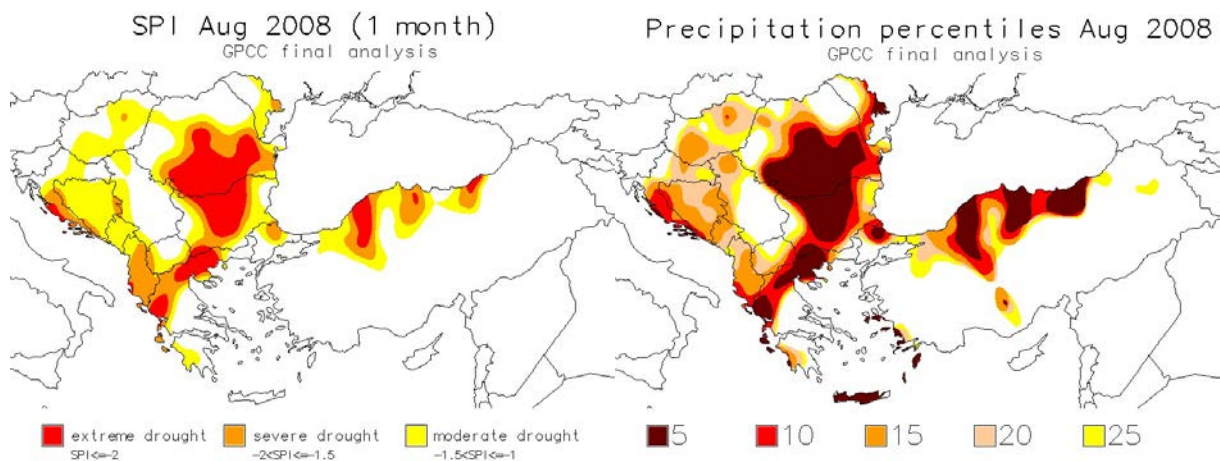 SPI Aug 2008 (1 month)
GPCC final analysis
extreme drought
SPI<=-2
severe drought
-2<SPI<=-1.5
moderate drought
-1.5<SPI<=-1
Precipitation percentiles Aug 2008
GPCC final analysis
5
10
15
20
25